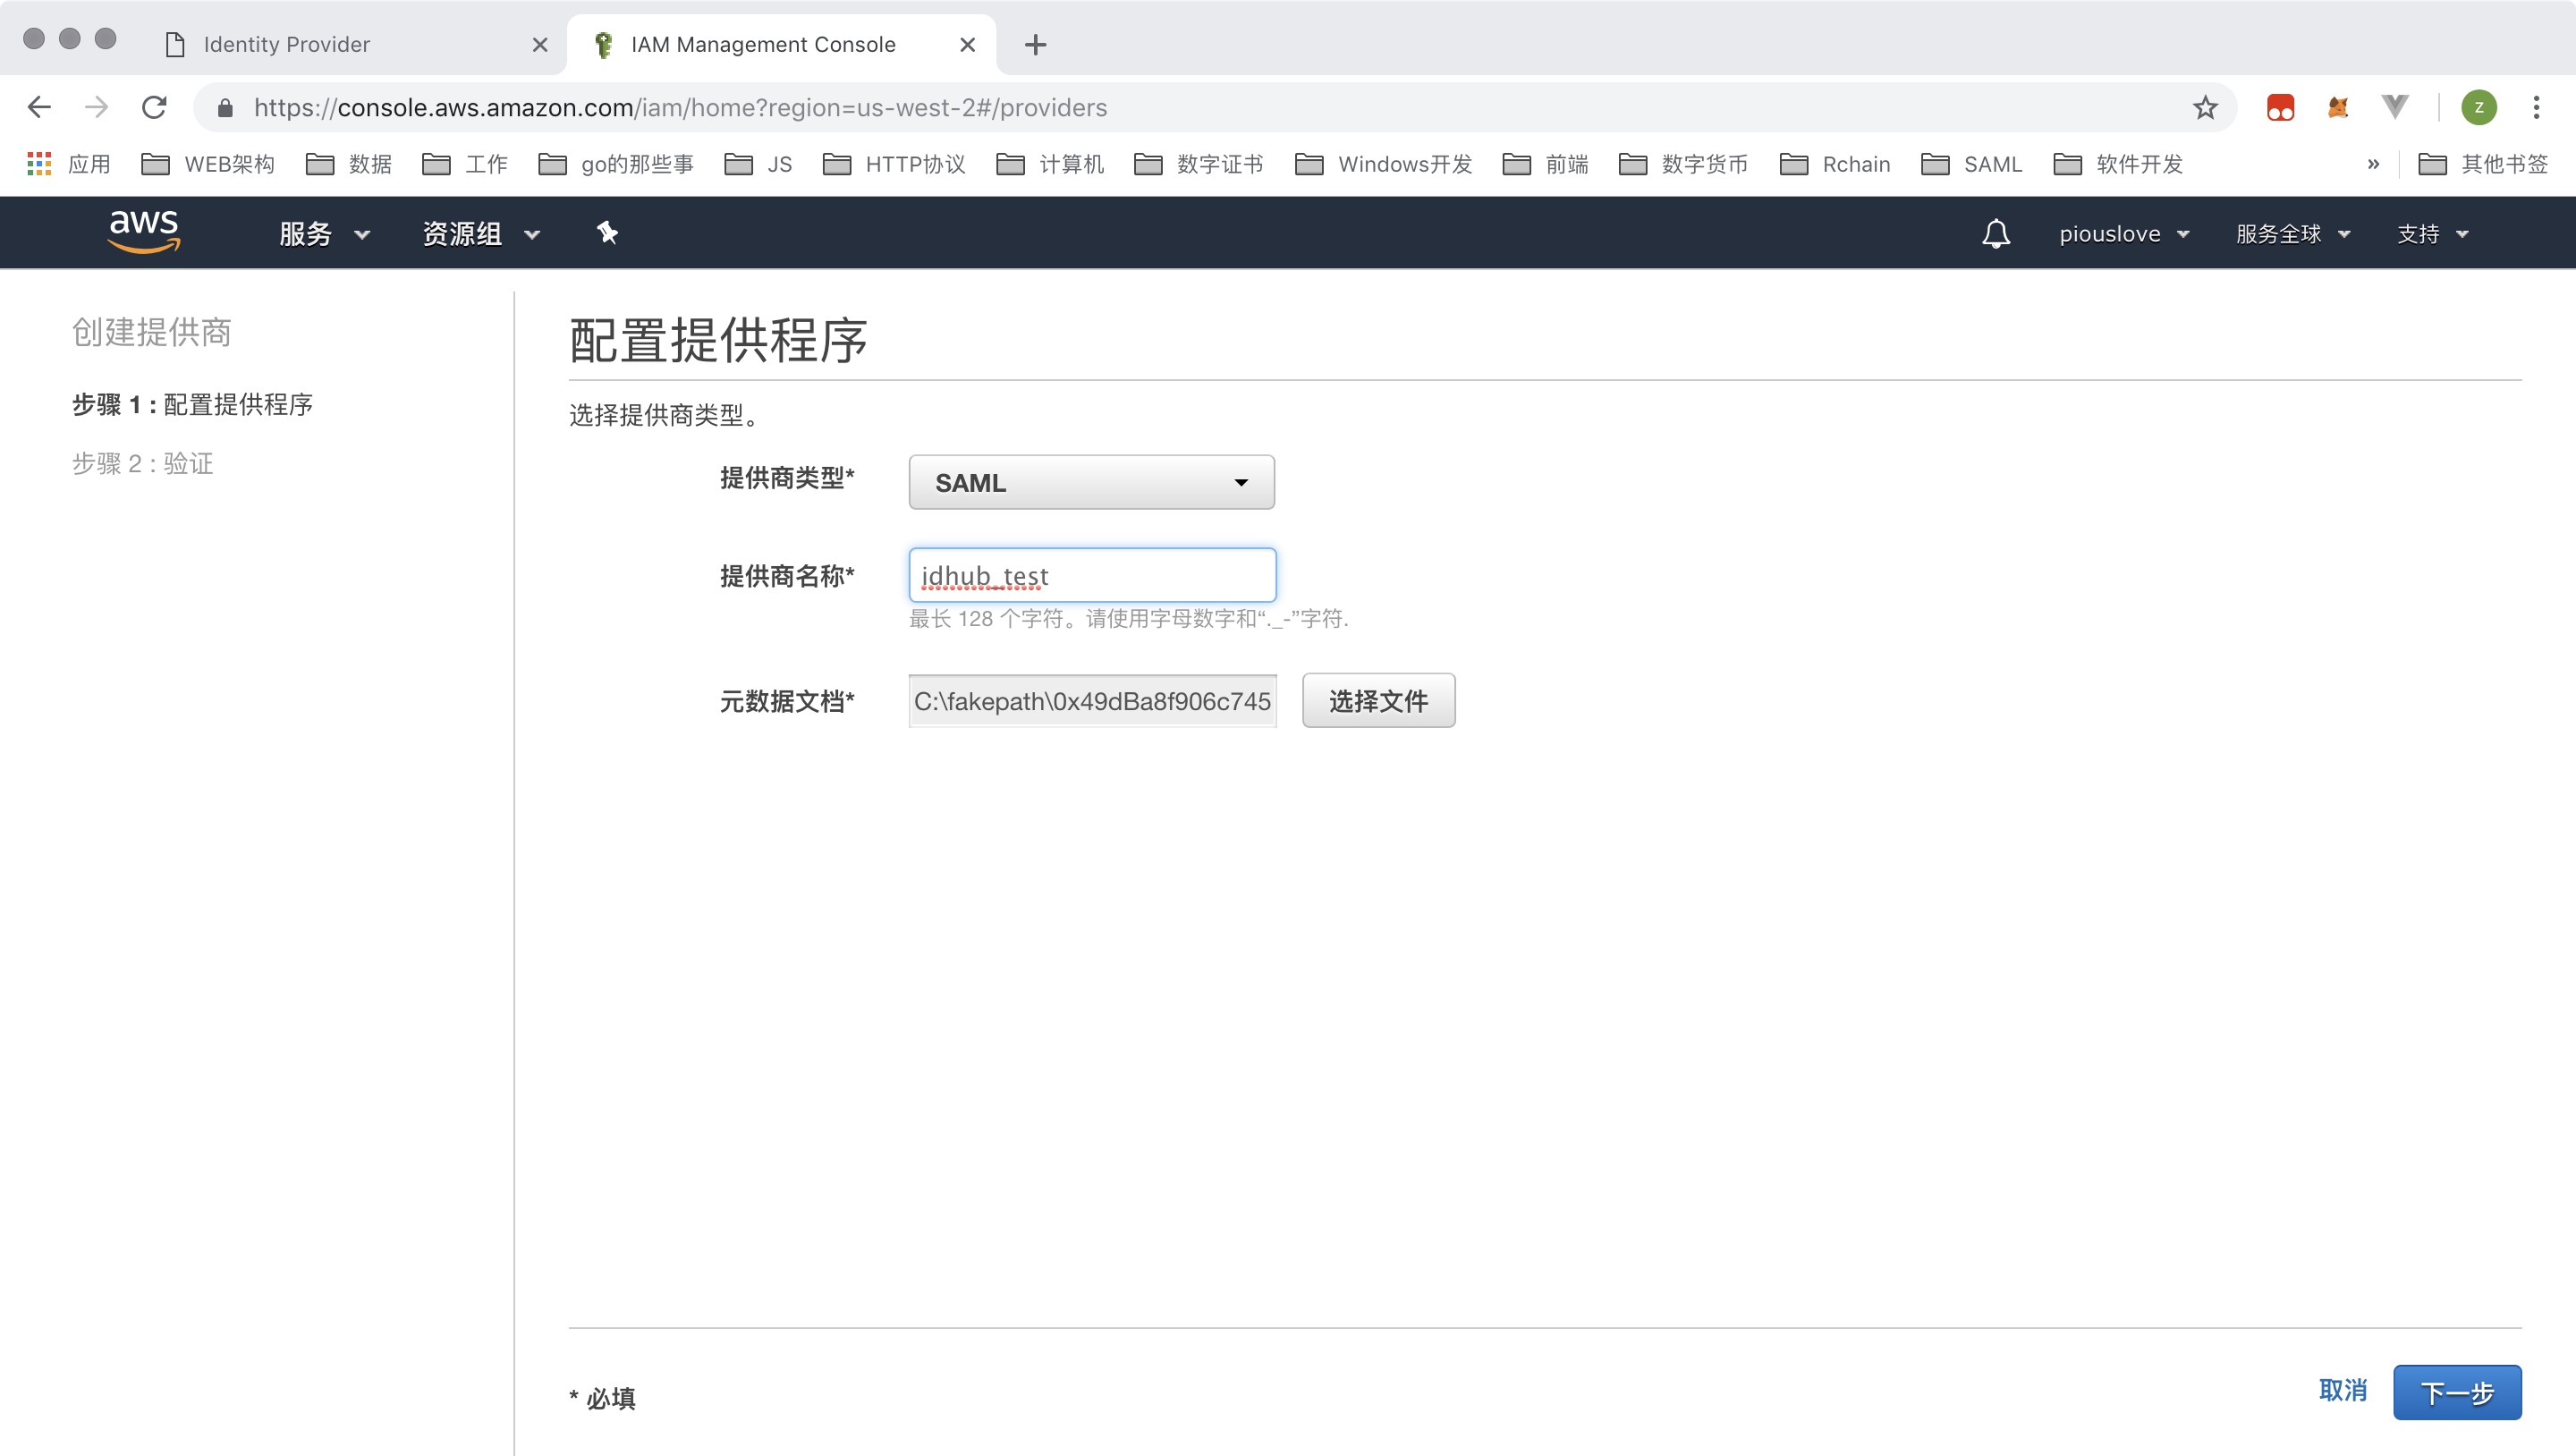 Identity Provider
IAM Management Console
https://console.aws.amazon.com/iam/home?region=us-west-2#/providers
z
应用 WEB架构 数据 工作 go的那些事 JS HTTP协议 计算机 数字证书 Windows开发 前端 数字货币 Rchain SAML 软件开发 » 其他书签
aws 服务 资源组 piouslove 服务全球 支持
创建提供商
步骤 1 : 配置提供程序
步骤 2 : 验证
配置提供程序
选择提供商类型。
提供商类型* SAML
提供商名称* idhub_test
最长 128 个字符。请使用字母数字和“._-”字符.
元数据文档* C:\fakepath\0x49dBa8f906c745 选择文件
* 必填
取消 下一步